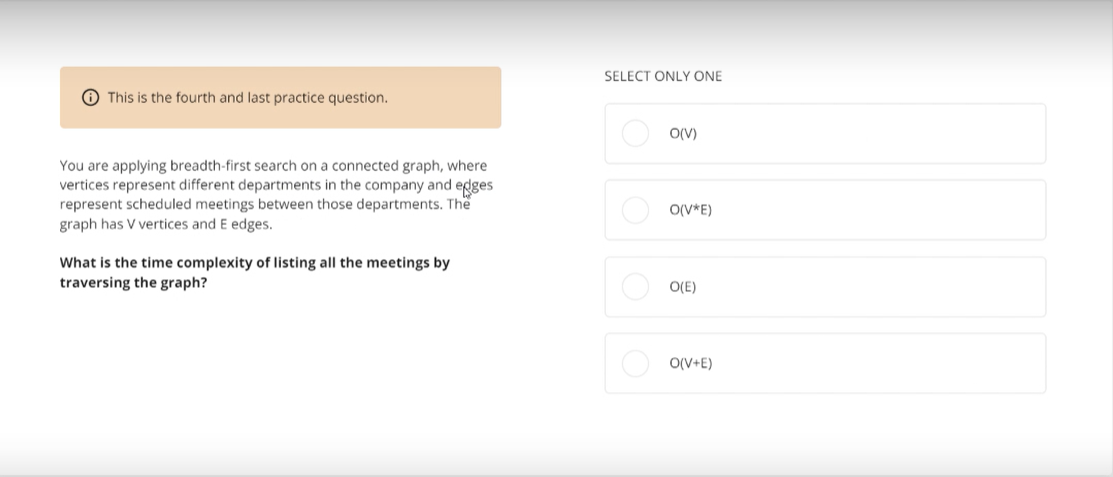 This is the fourth and last practice question.
You are applying breadth-first search on a connected graph, where
vertices represent different departments in the company and edges
represent scheduled meetings between those departments. The
graph has V vertices and E edges.
What is the time complexity of listing all the meetings by
traversing the graph?
SELECT ONLY ONE
O(V)
O(V*E)
O(E)
O(V+E)